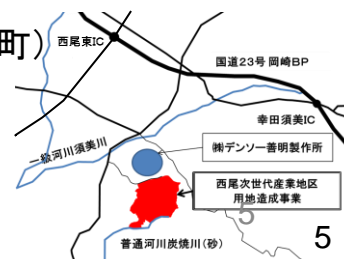 町)
西尾東IC
国道23号 岡崎BP
幸田須美IC
一級河川須美川
㈱デンソー善明製作所
西尾次世代産業地区
用地造成事業
5
普通河川炭焼川(砂)
5